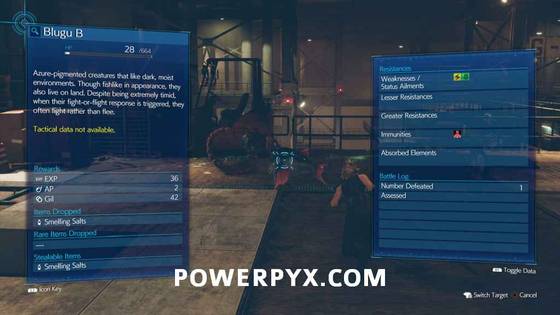 Blugu B
HP 28 /664
Azure-pigmented creatures that like dark, moist
environments. Though fishlike in appearance, they
also live on land. Despite being extremely timid,
when their fight-or-flight response is triggered, they
often fight rather than flee.
Tactical data not available.
Rewards
EXP 36
AP 2
Gil 42
Items Dropped
Smelling Salts
Rare Items Dropped
—
Stealable Items
Smelling Salts
Icon Key
Resistances
Weaknesses /
Status Ailments
Lesser Resistances
Greater Resistances
Immunities
Absorbed Elements
Battle Log
Number Defeated 1
Assessed
Toggle Data
Switch Target
Cancel
POWERPYX.COM